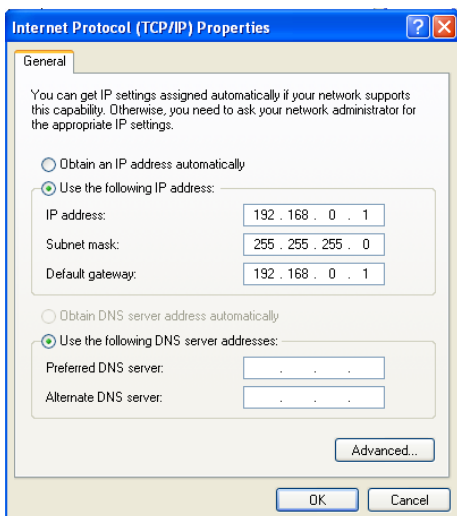 Internet Protocol (TCP/IP) Properties
General
You can get IP settings assigned automatically if your network supports
this capability. Otherwise, you need to ask your network administrator for
the appropriate IP settings.
Obtain an IP address automatically
Use the following IP address:
IP address: 192 . 168 . 0 . 1
Subnet mask: 255 . 255 . 255 . 0
Default gateway: 192 . 168 . 0 . 1
Obtain DNS server address automatically
Use the following DNS server addresses:
Preferred DNS server: . . .
Alternate DNS server: . . .
Advanced...
OK Cancel